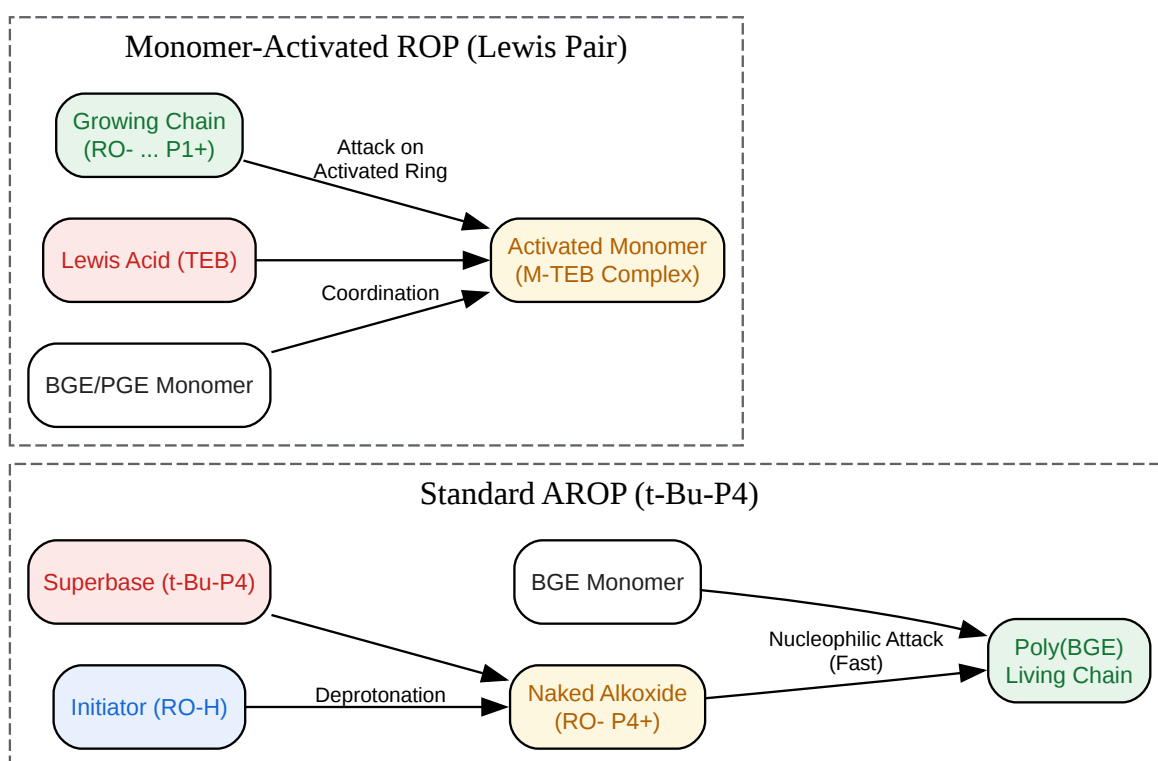 Monomer-Activated ROP (Lewis Pair)
Growing Chain
(RO- ... P1+)
Attack on
Activated Ring
Lewis Acid (TEB)
Activated Monomer
(M-TEB Complex)
Coordination
BGE/PGE Monomer
Standard AROP (t-Bu-P4)
Superbase (t-Bu-P4)
BGE Monomer
Nucleophilic Attack
(Fast)
Poly(BGE)
Living Chain
Initiator (RO-H)
Deprotonation
Naked Alkoxide
(RO- P4+)